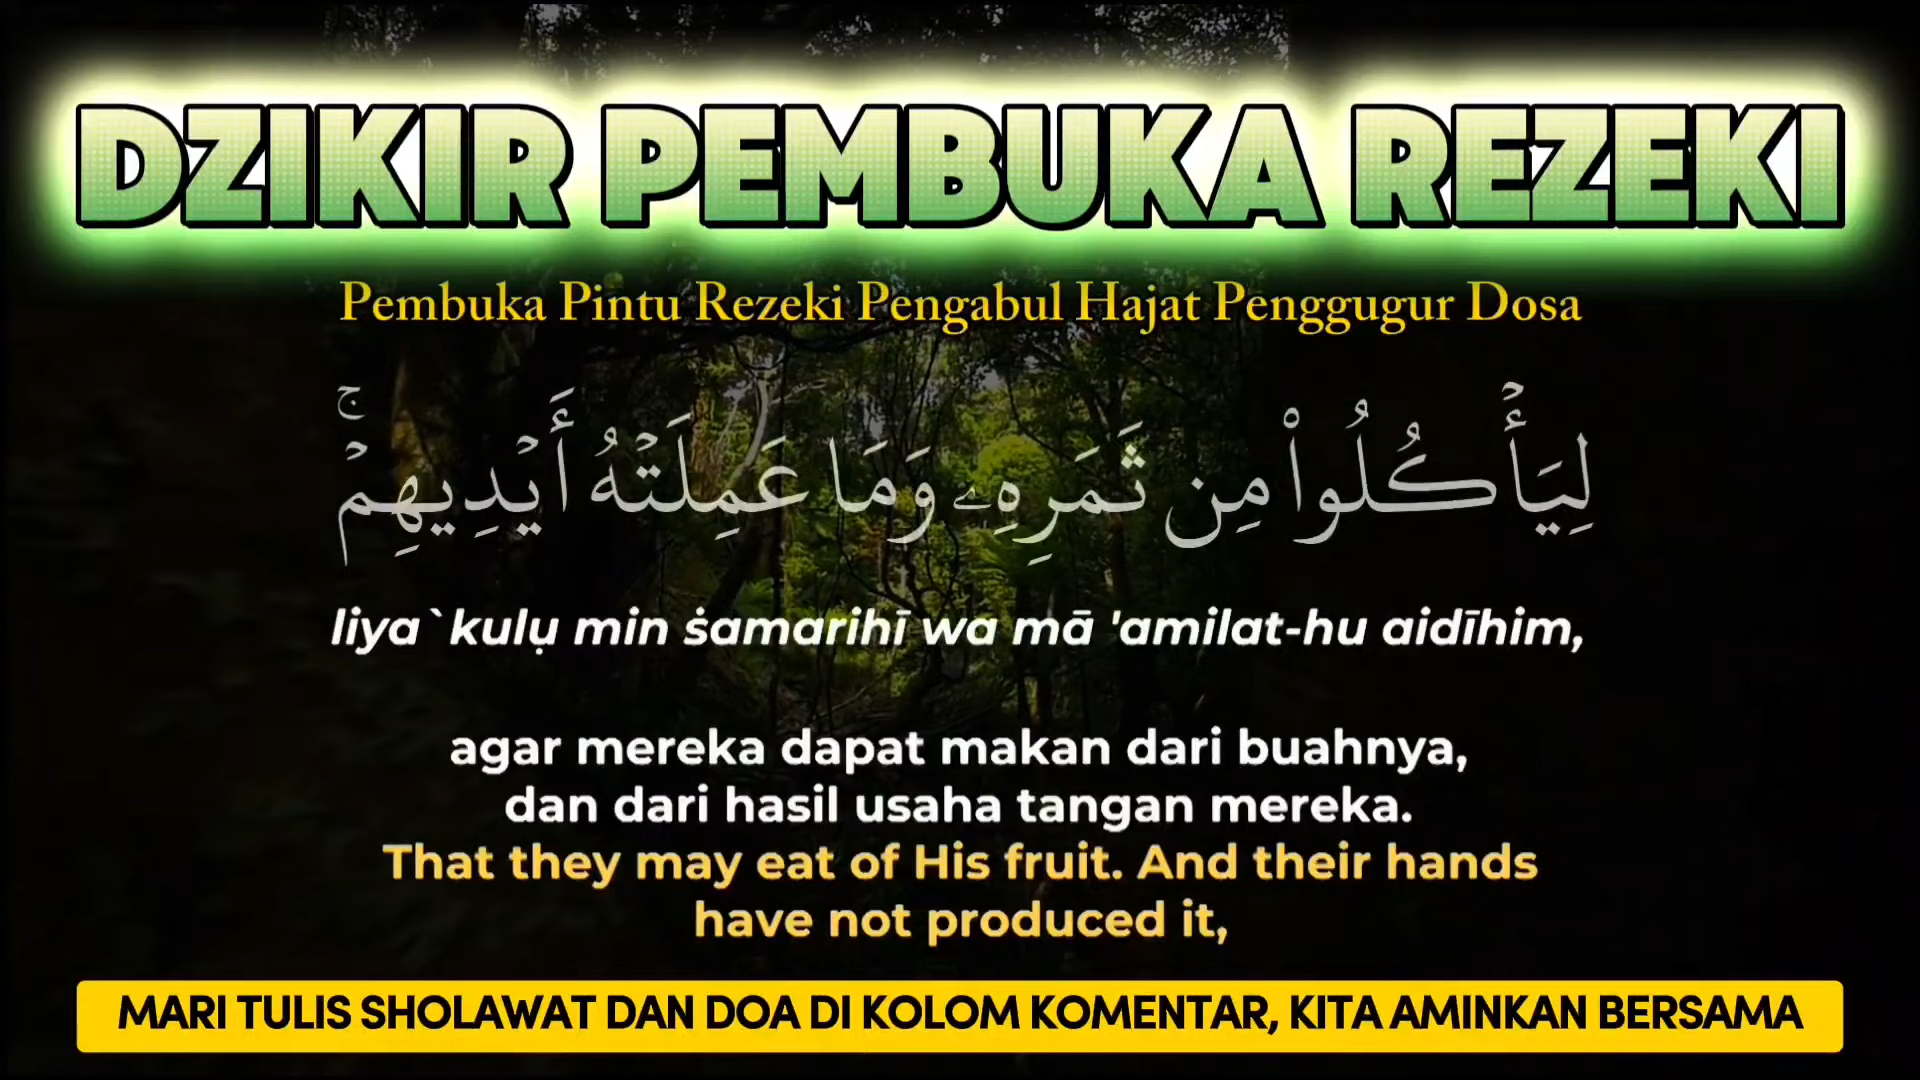 DZIKIR PEMBUKA REZEKI
Pembuka Pintu Rezeki Pengabul Hajat Penggugur Dosa
لِيَأۡكُلُواْ مِن ثَمَرِهِۦ وَمَا عَمِلَتۡهُ أَيۡدِيهِمۡۚ
liya`kulụ min ṡamarihī wa mā 'amilat-hu aidīhim,
agar mereka dapat makan dari buahnya,
dan dari hasil usaha tangan mereka.
That they may eat of His fruit. And their hands
have not produced it,
MARI TULIS SHOLAWAT DAN DOA DI KOLOM KOMENTAR, KITA AMINKAN BERSAMA